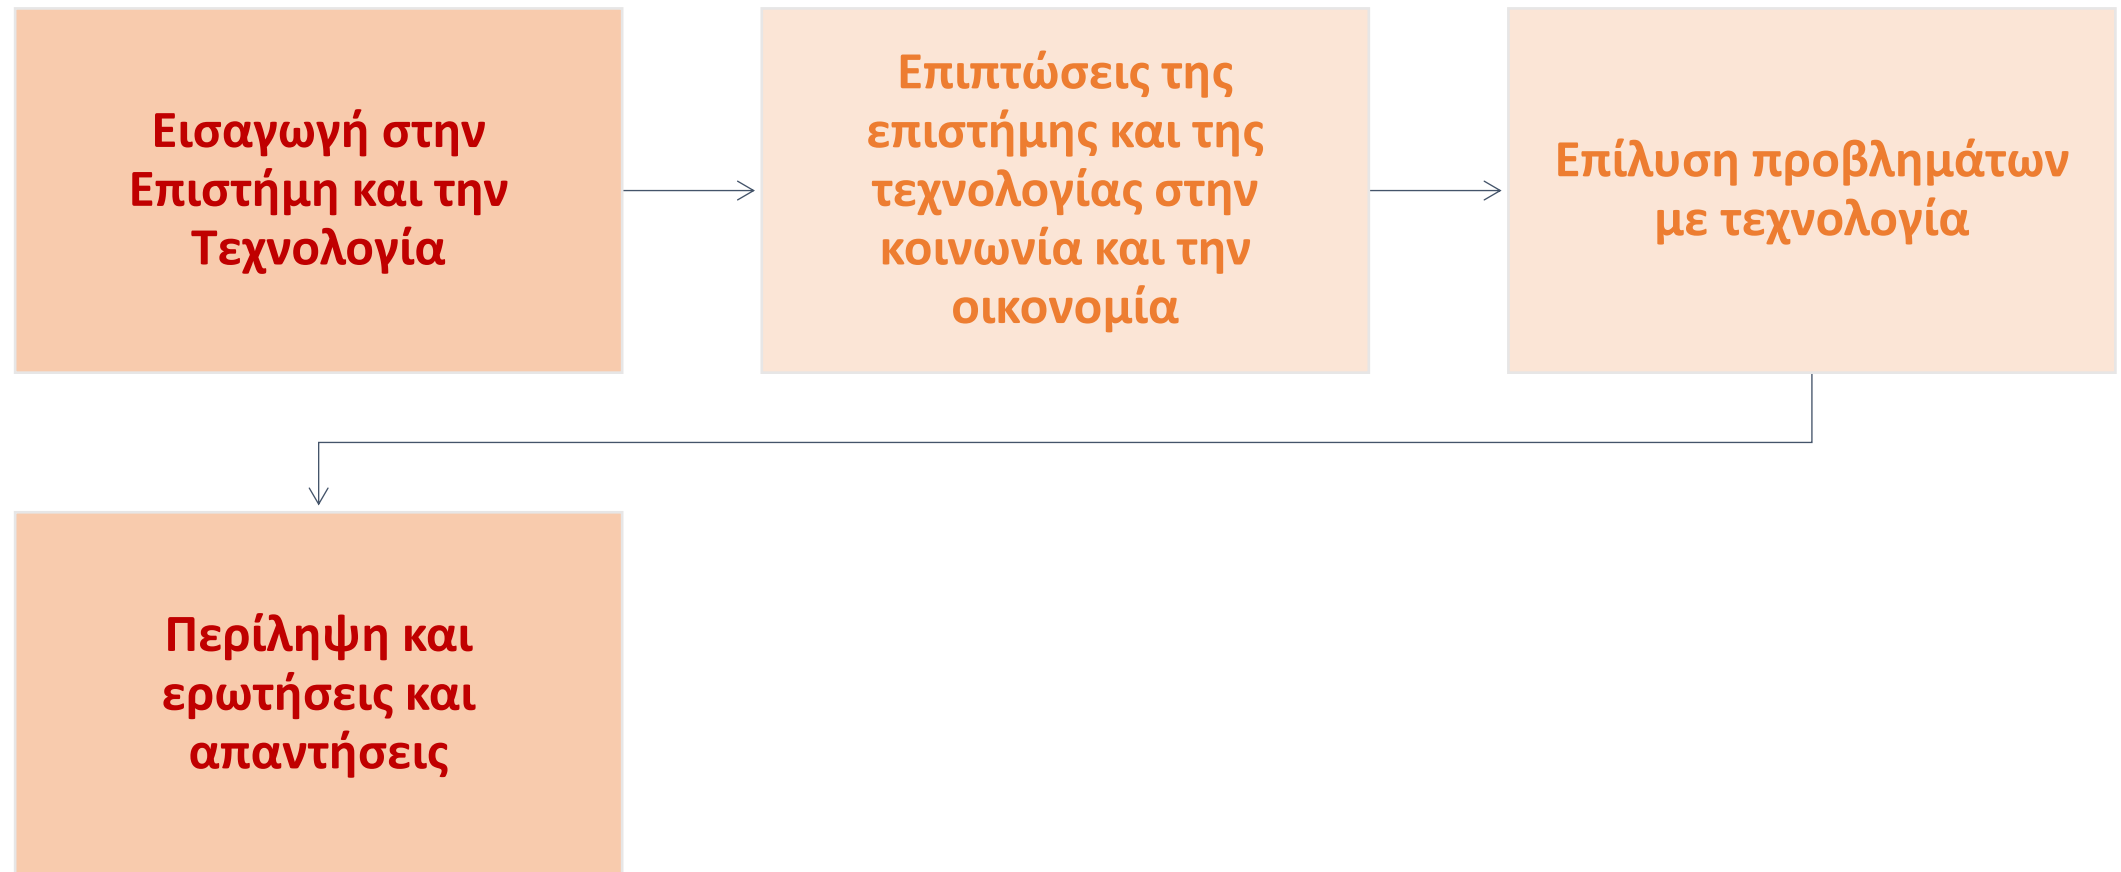 Εισαγωγή στην
Επιστήμη και την
Τεχνολογία
Επιπτώσεις της
επιστήμης και της
τεχνολογίας στην
κοινωνία και την
οικονομία
Επίλυση προβλημάτων
με τεχνολογία
Περίληψη και
ερωτήσεις και
απαντήσεις